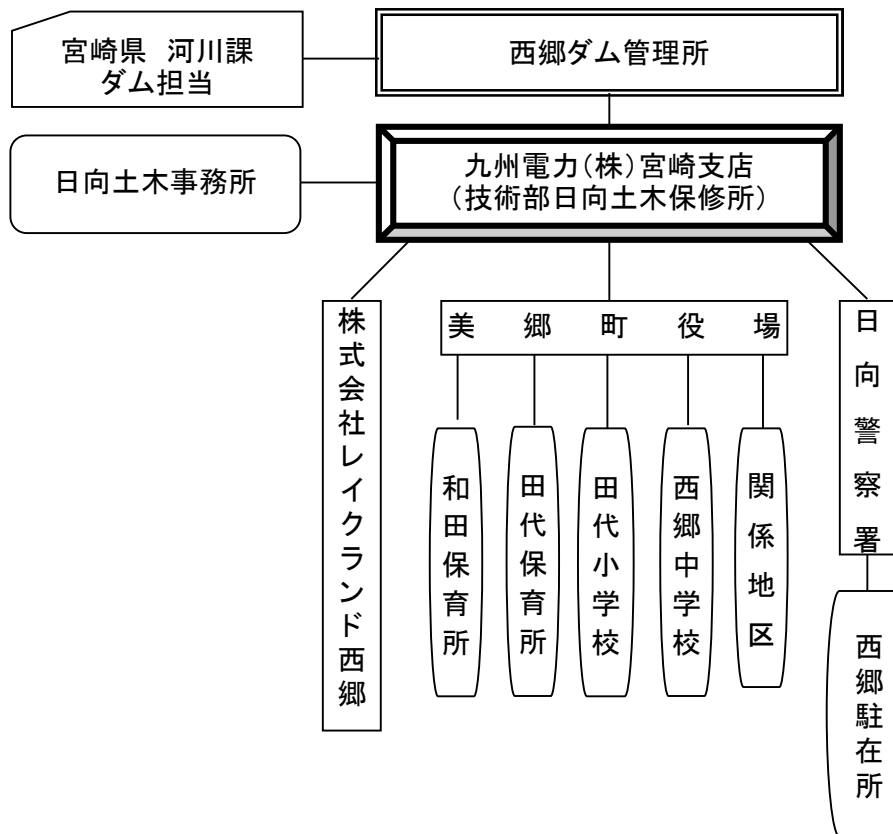 宮崎県 河川課
ダム担当
西郷ダム管理所
日向土木事務所
九州電力(株)宮崎支店
(技術部日向土木保修所)
株式会社レイクランド西郷
美郷町役場
日向警察署
和田保育所
田代保育所
田代小学校
西郷中学校
関係地区
西郷駐在所